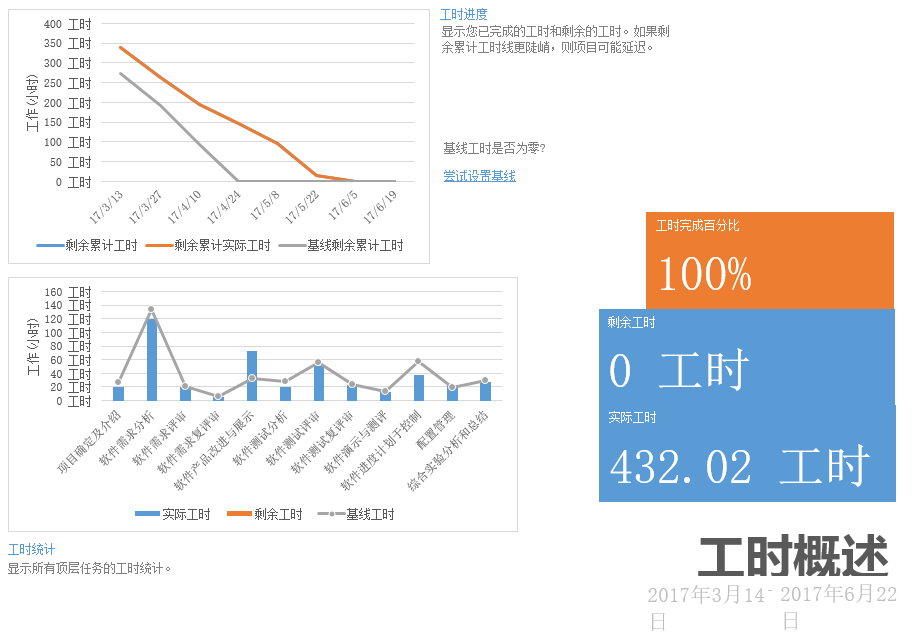 400 工时
350 工时
300 工时
250 工时
200 工时
150 工时
100 工时
50 工时
0 工时
工作(小时)
17/3/13
17/3/27
17/4/10
17/4/24
17/5/8
17/5/22
17/6/5
17/6/19
剩余累计工时 剩余累计实际工时 基线剩余累计工时
工时进度
显示您已完成的工时和剩余的工时。如果剩
余累计工时线更陡峭，则项目可能延迟。
基线工时是否为零?
尝试设置基线
工时完成百分比
100%
剩余工时
0 工时
实际工时
432.02 工时
160 工时
140 工时
120 工时
100 工时
80 工时
60 工时
40 工时
20 工时
0 工时
工作(小时)
项目确定及介绍
软件需求分析
软件需求评审
软件需求复评审
软件产品改进与展示
软件测试分析
软件测试评审
软件测试复评审
软件演示与测评
软件进度计划于控制
配置管理
综合实验分析和总结
实际工时 剩余工时 基线工时
工时统计
显示所有顶层任务的工时统计。
工时概述
2017年3月14 - 2017年6月22
日 日